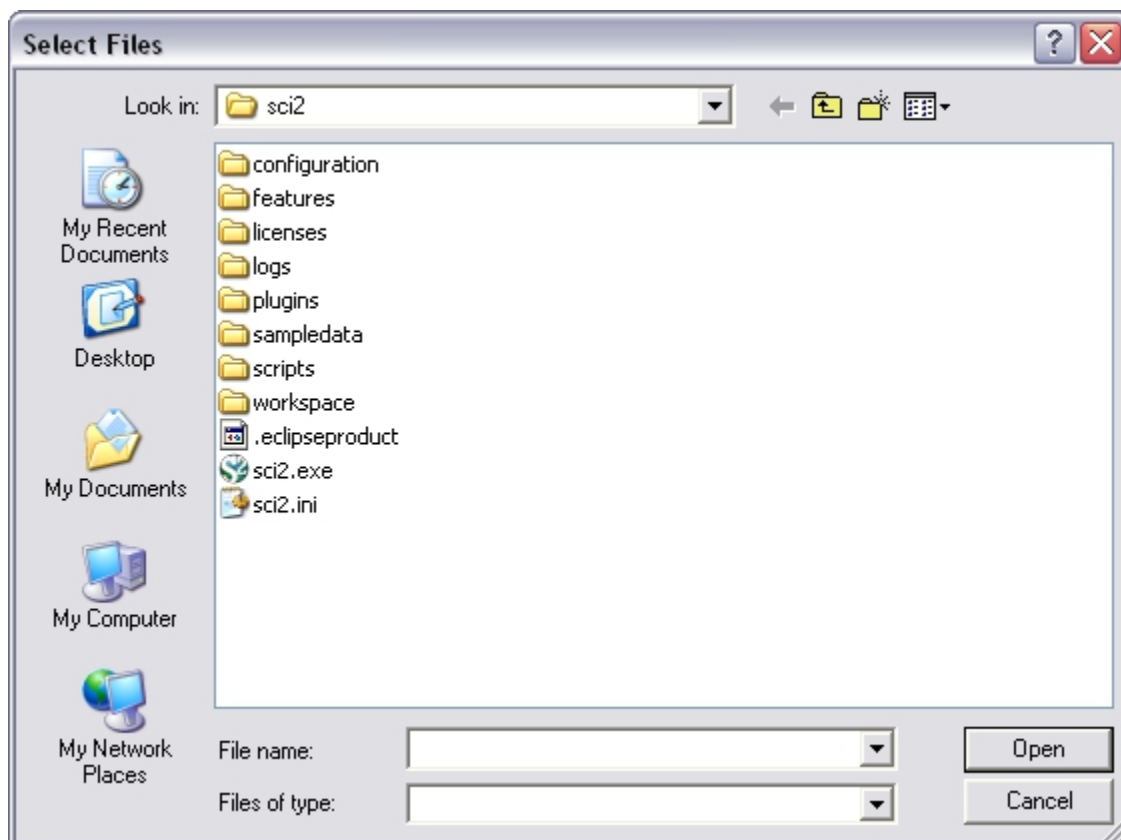 Select Files
?
Look in:
sci2
My Recent
Documents
Desktop
My Documents
My Computer
My Network
Places
configuration
features
licenses
logs
plugins
sampledata
scripts
workspace
.eclipseproduct
sci2.exe
sci2.ini
File name:
Open
Files of type:
Cancel